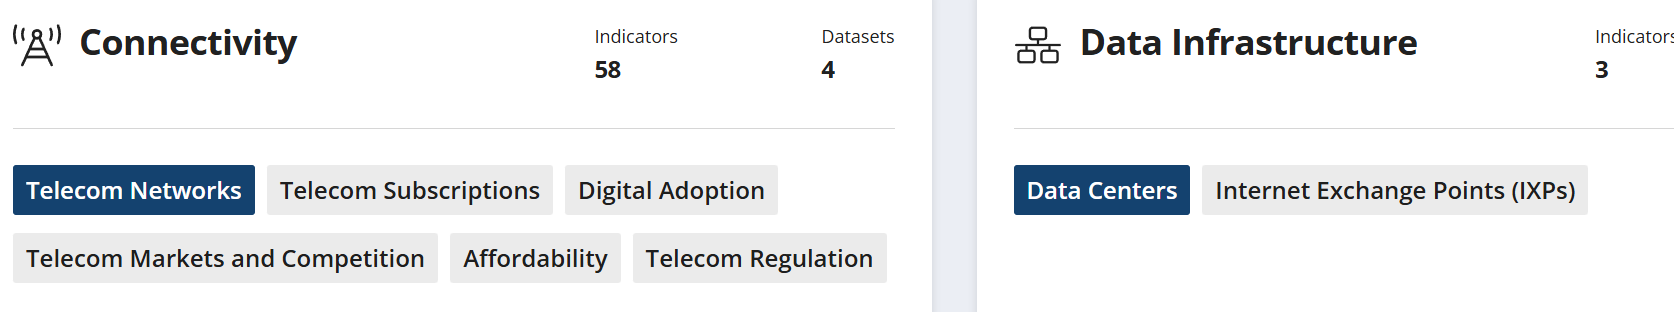 Connectivity
Indicators
58
Datasets
4
Telecom Networks
Telecom Subscriptions
Digital Adoption
Telecom Markets and Competition
Affordability
Telecom Regulation
Data Infrastructure
Indicators
3
Data Centers
Internet Exchange Points (IXPs)